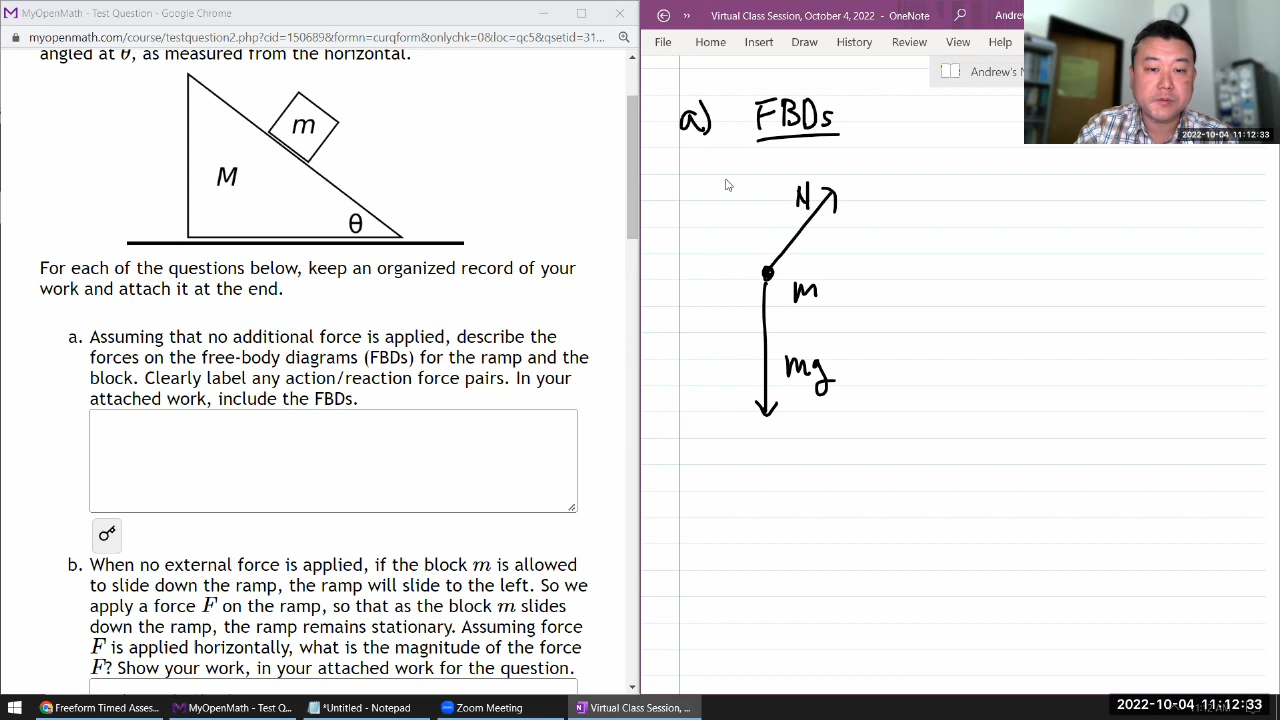 MyOpenMath - Test Question - Google Chrome
myopenmath.com/course/testquestion2.php?cid=150689&formn=curqform&onlychk=0&loc=qc5&qsetid=31...
angled at θ, as measured from the horizontal.
m
M
θ
For each of the questions below, keep an organized record of your
work and attach it at the end.
a. Assuming that no additional force is applied, describe the
forces on the free-body diagrams (FBDs) for the ramp and the
block. Clearly label any action/reaction force pairs. In your
attached work, include the FBDs.
b. When no external force is applied, if the block m is allowed
to slide down the ramp, the ramp will slide to the left. So we
apply a force F on the ramp, so that as the block m slides
down the ramp, the ramp remains stationary. Assuming force
F is applied horizontally, what is the magnitude of the force
F? Show your work, in your attached work for the question.
Virtual Class Session, October 4, 2022 - OneNote
Andrew
File Home Insert Draw History Review View Help
Andrew's N
2022-10-04 11:12:33
a) FBDs
N
m
mg
Freeform Timed Asses...
MyOpenMath - Test Q...
*Untitled - Notepad
Zoom Meeting
Virtual Class Session, ...
2022-10-04 11:12:33